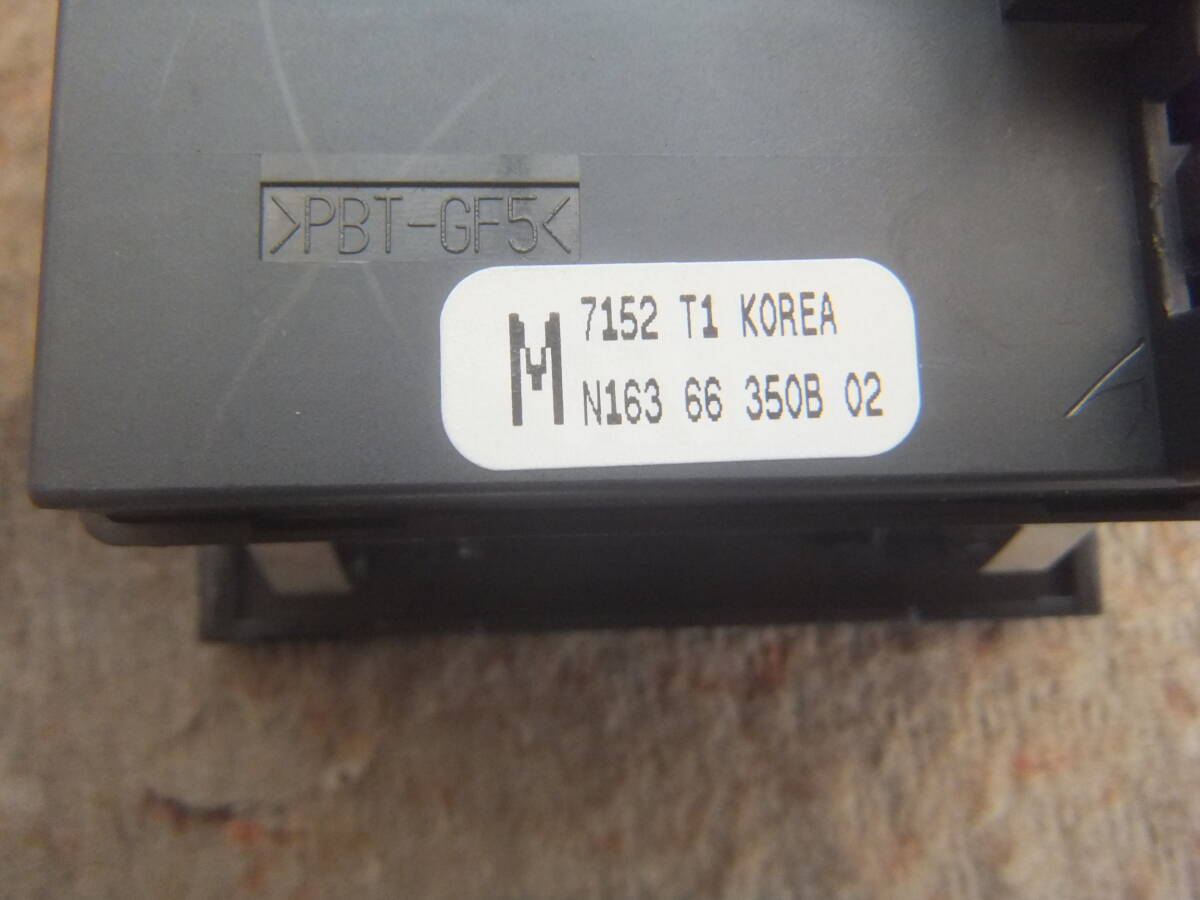 >PBT-GF5<
M
7152 T1 KOREA
N163 66 350B 02